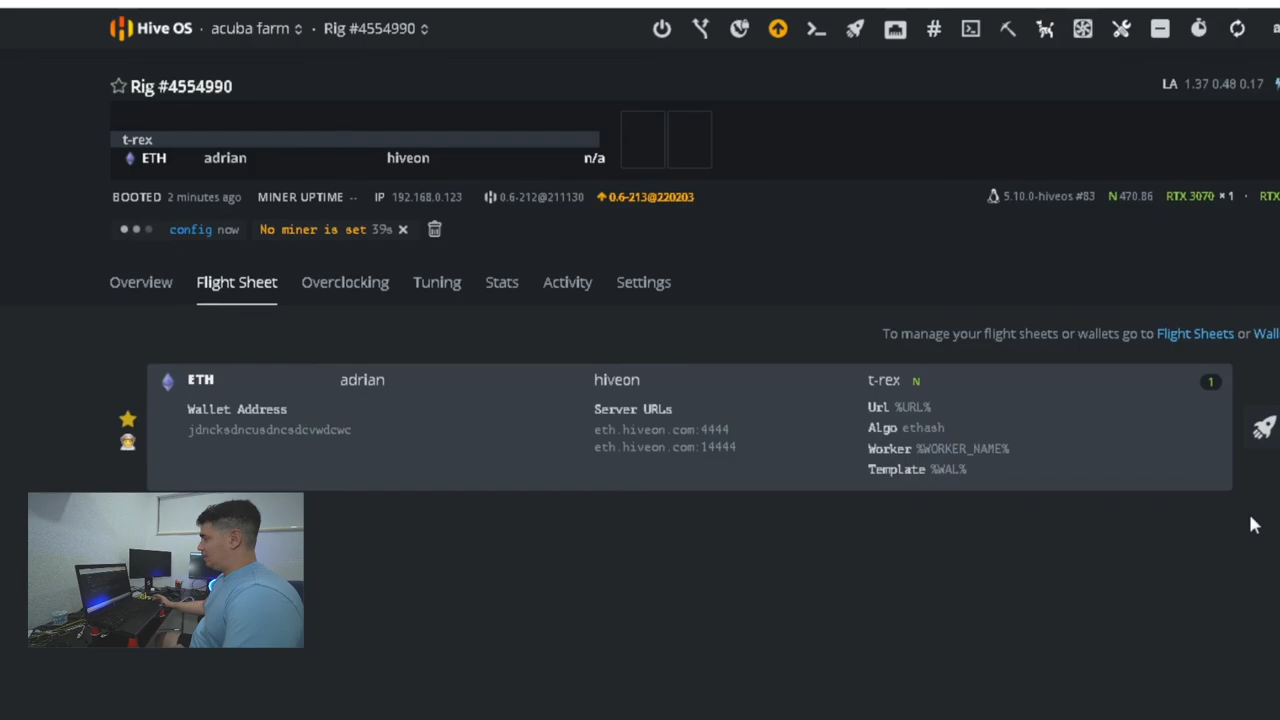 Hive OS acuba farm Rig #4554990
Rig #4554990
LA 1.37 0.48 0.17
t-rex
ETH adrian hiveon n/a
BOOTED 2 minutes ago MINER UPTIME -- IP 192.168.0.123 0.6-212@211130 0.6-213@220203 5.10.0-hiveos #83 N 470.86 RTX 3070 × 1 · RTX
config now No miner is set 39s ×
Overview Flight Sheet Overclocking Tuning Stats Activity Settings
To manage your flight sheets or wallets go to Flight Sheets or Wall
ETH adrian hiveon t-rex N 1
Wallet Address Server URLs Url %URL%
jdncksdncusdncsdcvwdcwc eth.hiveon.com:4444 Algo ethash
eth.hiveon.com:14444 Worker %WORKER_NAME%
Template %WAL%